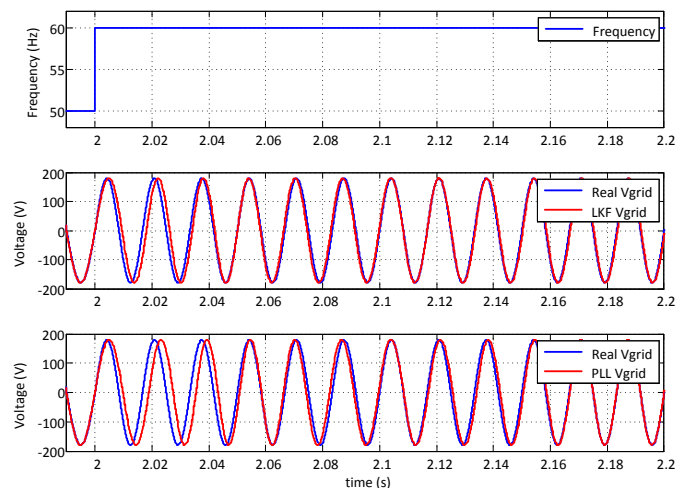 60
55
50
Frequency (Hz)
Frequency
2 2.02 2.04 2.06 2.08 2.1 2.12 2.14 2.16 2.18 2.2
200
100
0
-100
-200
Voltage (V)
Real Vgrid
LKF Vgrid
2 2.02 2.04 2.06 2.08 2.1 2.12 2.14 2.16 2.18 2.2
200
100
0
-100
-200
Voltage (V)
Real Vgrid
PLL Vgrid
2 2.02 2.04 2.06 2.08 2.1 2.12 2.14 2.16 2.18 2.2
time (s)